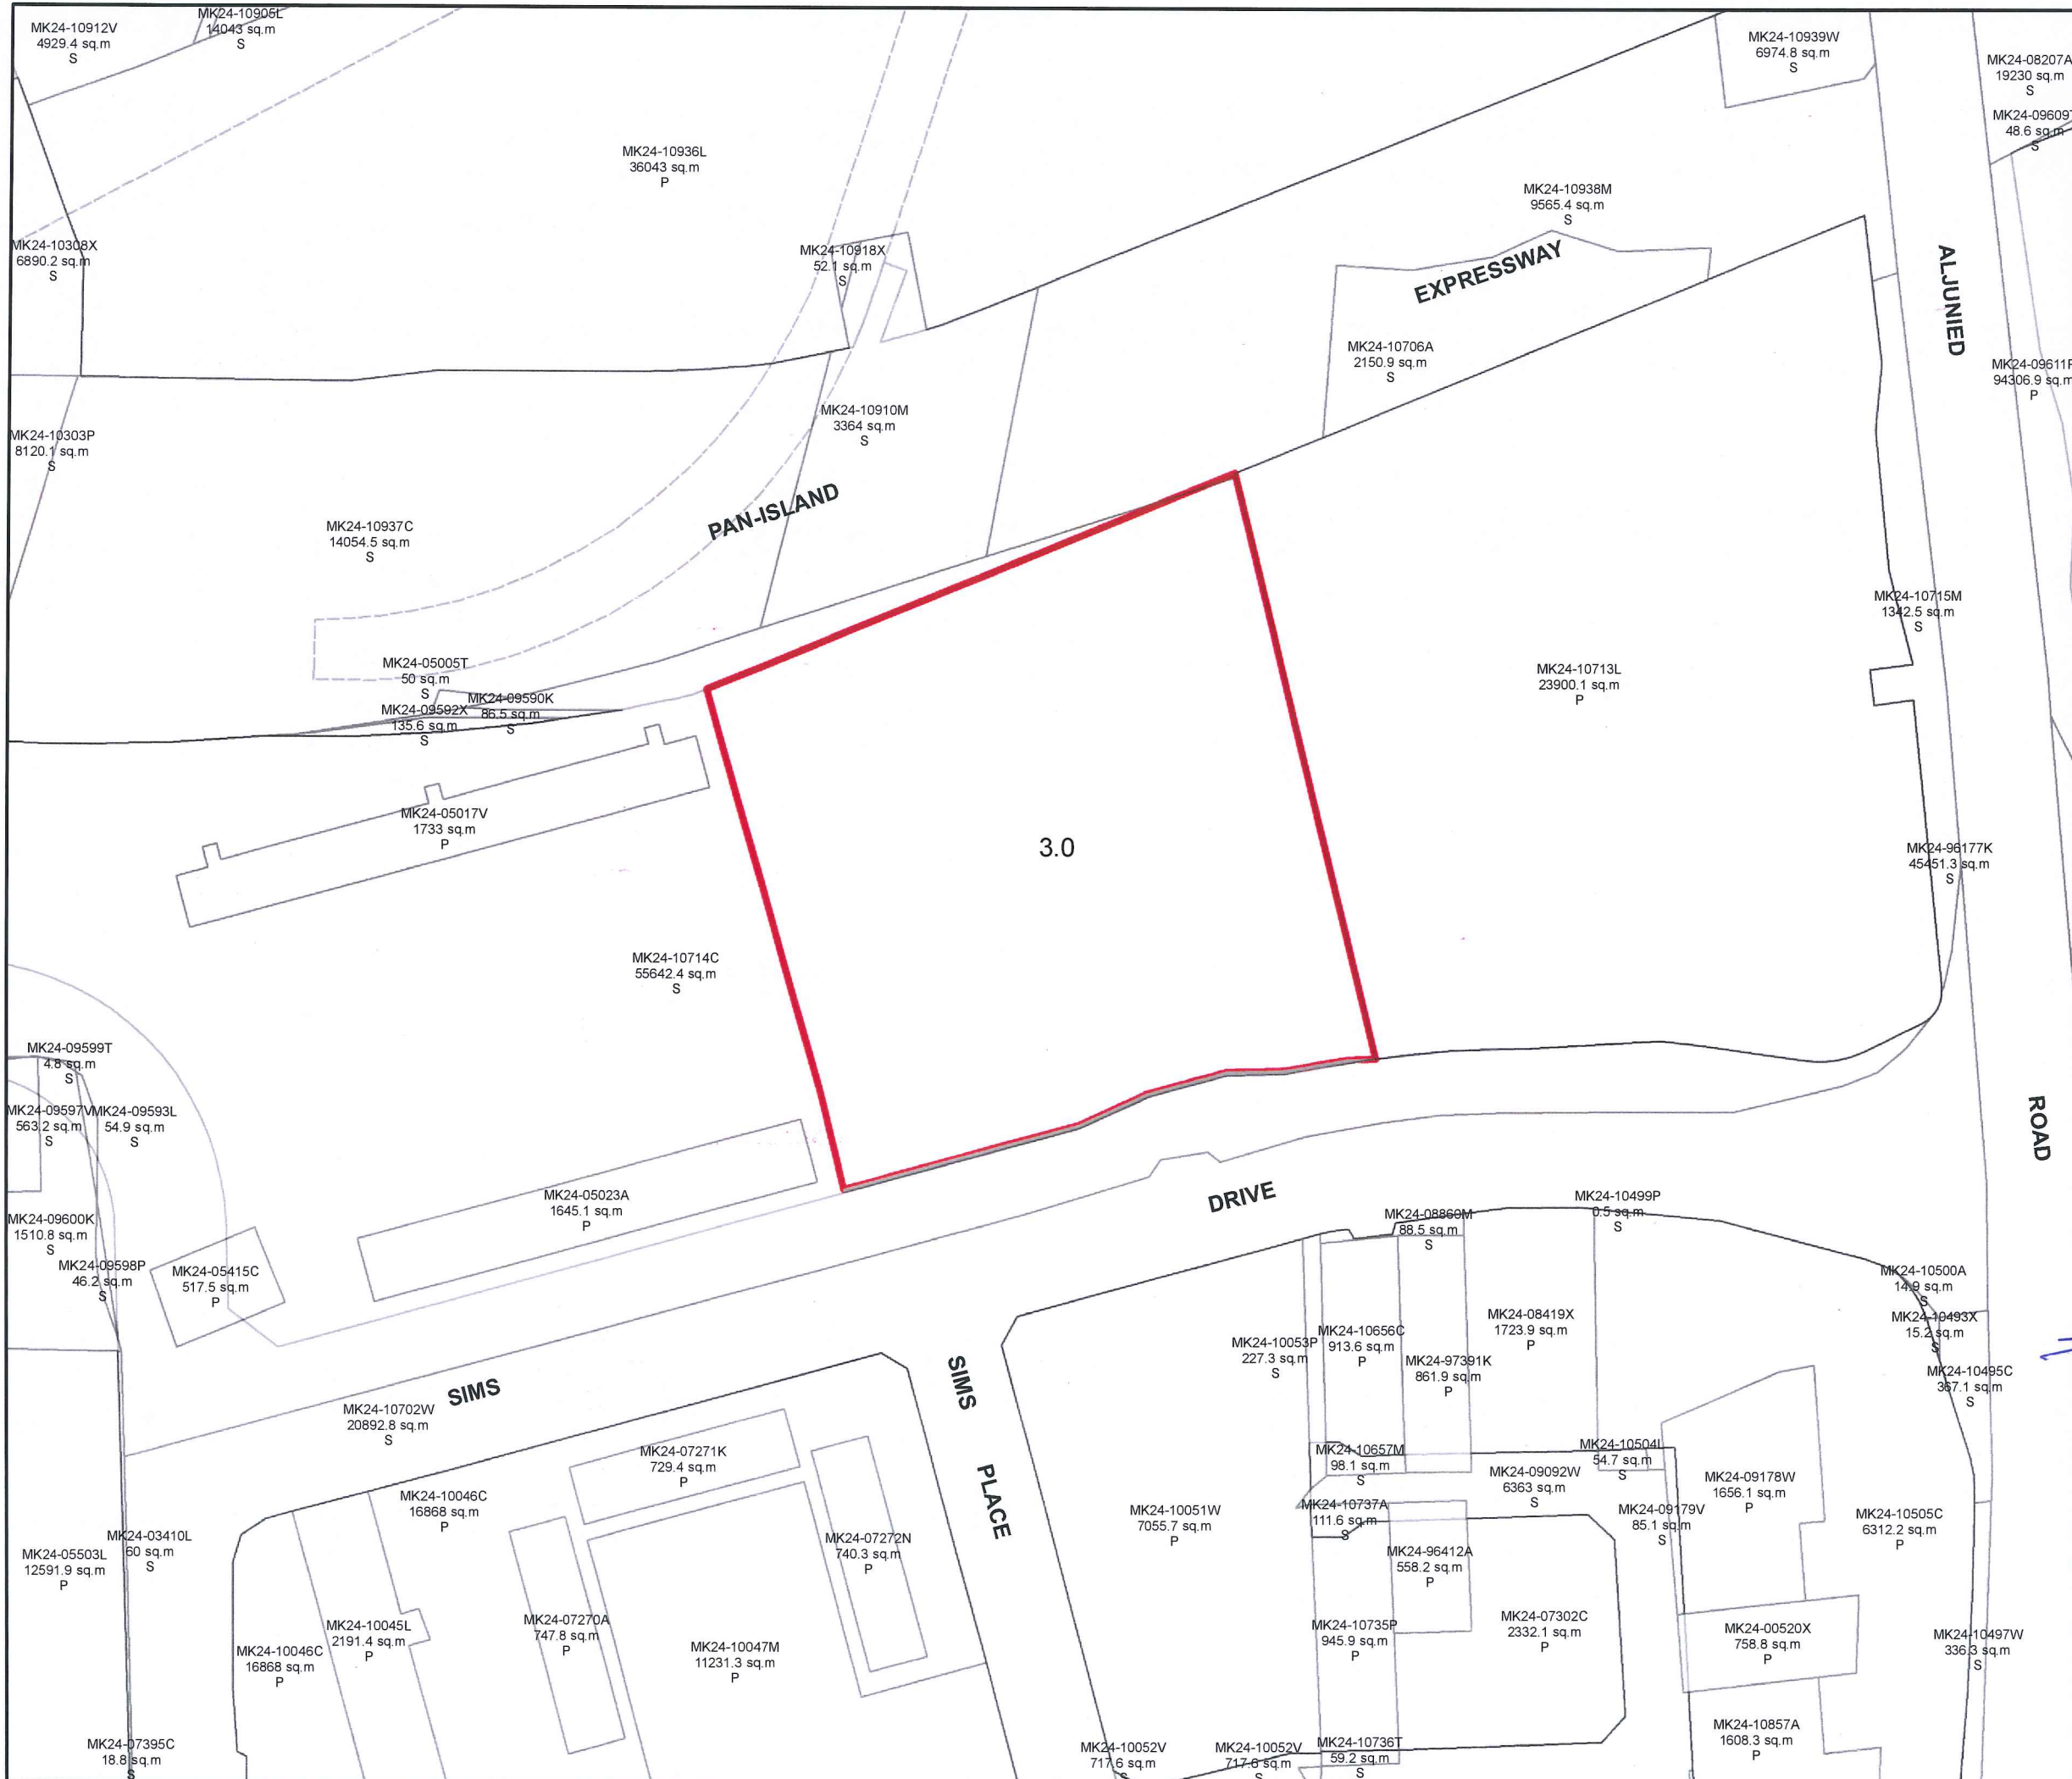 MK24-10912V
4929.4 sq.m
S
MK24-10905L
14043 sq.m
S
MK24-10939W
6974.8 sq.m
S
MK24-08207A
19230 sq.m
S
MK24-09609
48.6 sq.m
S
MK24-10936L
36043 sq.m
P
MK24-10938M
9565.4 sq.m
S
MK24-10308X
6890.2 sq.m
S
MK24-10918X
52.1 sq.m
S
EXPRESSWAY
ALJUNIED
MK24-10706A
2150.9 sq.m
S
MK24-09611
94306.9 sq.m
P
MK24-10910M
3364 sq.m
S
MK24-10303P
8120.1 sq.m
S
PAN-ISLAND
MK24-10937C
14054.5 sq.m
S
MK24-10715M
1342.5 sq.m
S
MK24-05005T
50 sq.m
S
MK24-09590K
86.5 sq.m
S
MK24-09592X
135.6 sq.m
S
MK24-10713L
23900.1 sq.m
P
MK24-05017V
1733 sq.m
P
3.0
MK24-96177K
45451.3 sq.m
S
MK24-10714C
55642.4 sq.m
S
MK24-09599T
4.8 sq.m
S
MK24-09597V
563.2 sq.m
S
MK24-09593L
54.9 sq.m
S
ROAD
MK24-05023A
1645.1 sq.m
P
DRIVE
MK24-10499P
0.5 sq.m
S
MK24-08860M
88.5 sq.m
S
MK24-09600K
1510.8 sq.m
S
MK24-09598P
46.2 sq.m
S
MK24-05415C
517.5 sq.m
P
MK24-10500A
14.9 sq.m
S
MK24-10493X
15.2 sq.m
S
MK24-08419X
1723.9 sq.m
P
MK24-10053P
227.3 sq.m
S
MK24-10656C
913.6 sq.m
P
MK24-97391K
861.9 sq.m
P
MK24-10495C
367.1 sq.m
S
SIMS
SIMS
PLACE
MK24-10702W
20892.8 sq.m
S
MK24-07271K
729.4 sq.m
P
MK24-10657M
98.1 sq.m
S
MK24-10504L
54.7 sq.m
S
MK24-09092W
6363 sq.m
S
MK24-09178W
1656.1 sq.m
P
MK24-10046C
16868 sq.m
P
MK24-10051W
7055.7 sq.m
P
MK24-10737A
111.6 sq.m
S
MK24-09179V
85.1 sq.m
S
MK24-10505C
6312.2 sq.m
P
MK24-03410L
60 sq.m
S
MK24-05503L
12591.9 sq.m
P
MK24-07272N
740.3 sq.m
P
MK24-96412A
558.2 sq.m
P
MK24-10045L
2191.4 sq.m
P
MK24-07270A
747.8 sq.m
P
MK24-10735P
945.9 sq.m
P
MK24-07302C
2332.1 sq.m
P
MK24-00520X
758.8 sq.m
P
MK24-10497W
336.3 sq.m
S
MK24-10046C
16868 sq.m
P
MK24-10047M
11231.3 sq.m
P
MK24-10857A
1608.3 sq.m
P
MK24-07395C
18.8 sq.m
S
MK24-10052V
717.6 sq.m
S
MK24-10052V
717.6 sq.m
S
MK24-10736T
59.2 sq.m
S